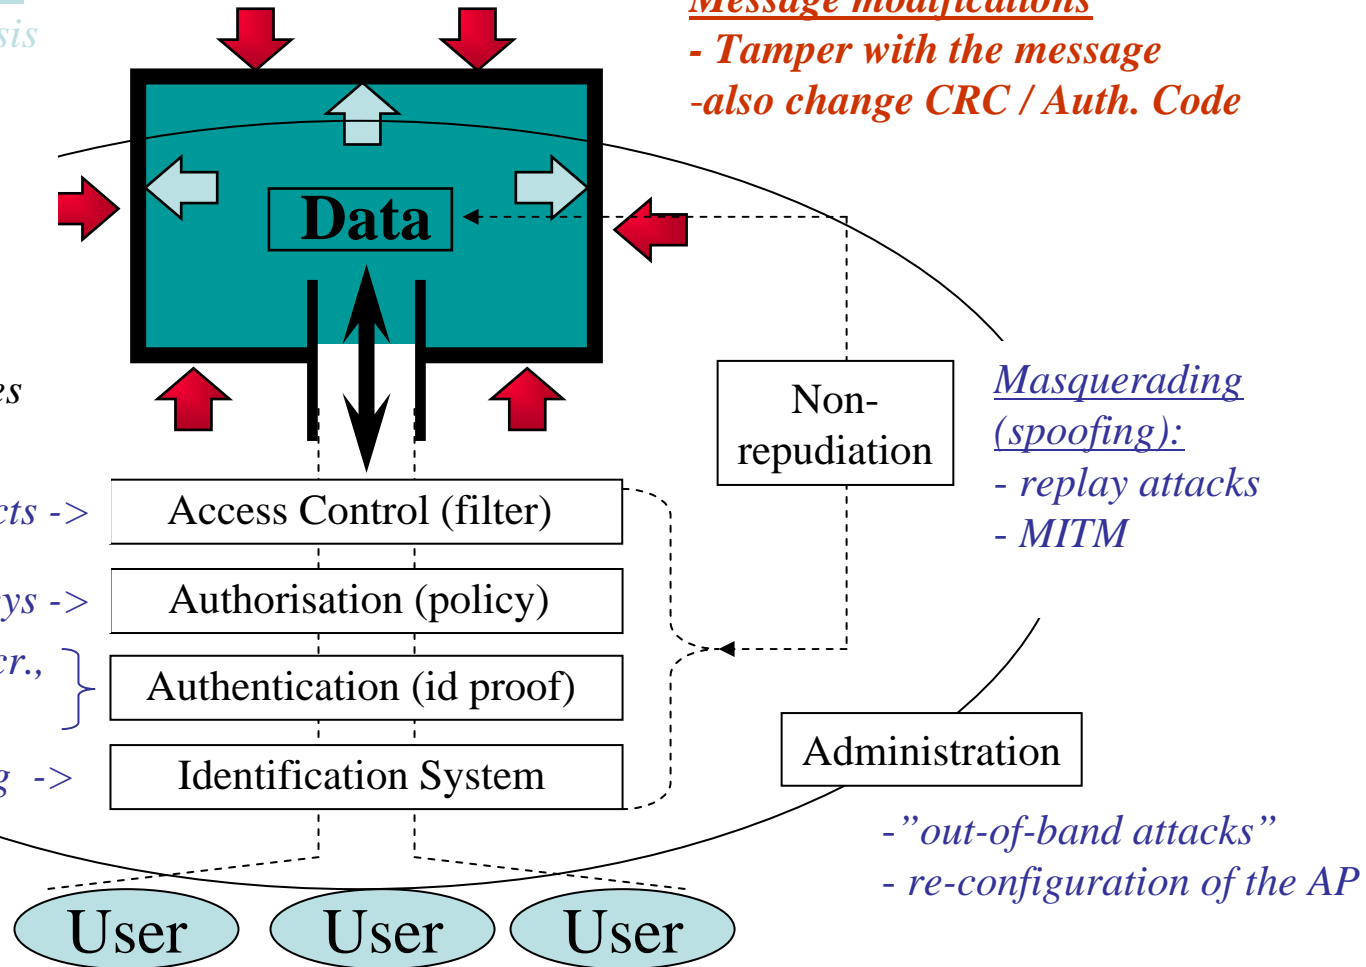 Message modifications
- Tamper with the message
-also change CRC / Auth. Code
Data
Non-
repudiation
Masquerading
(spoofing):
- replay attacks
- MITM
->
Access Control (filter)
->
Authorisation (policy)
Authentication (id proof)
->
Identification System
Administration
-”out-of-band attacks”
- re-configuration of the AP
User
User
User